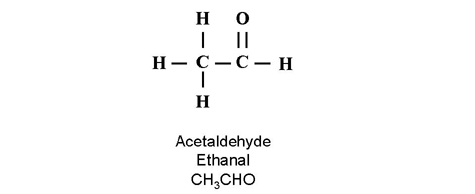 H O
H — C — C — H
H
Acetaldehyde
Ethanal
CH₃CHO